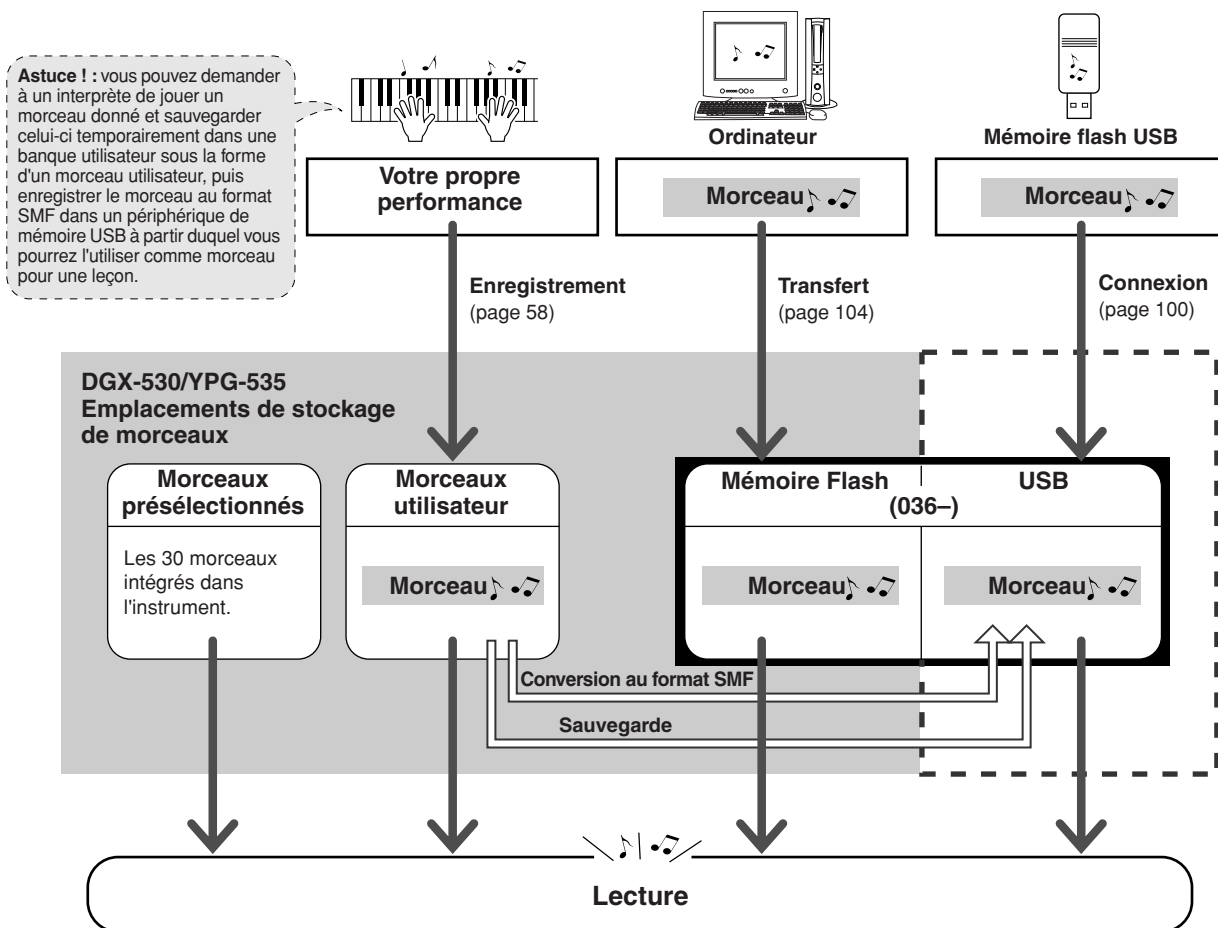 Astuce ! : vous pouvez demander
à un interprète de jouer un
morceau donné et sauvegarder
celui-ci temporairement dans une
banque utilisateur sous la forme
d'un morceau utilisateur, puis
enregistrer le morceau au format
SMF dans un périphérique de
mémoire USB à partir duquel vous
pourrez l'utiliser comme morceau
pour une leçon.
Ordinateur
Mémoire flash USB
Votre propre
performance
Morceau
Morceau
Enregistrement
(page 58)
Transfert
(page 104)
Connexion
(page 100)
DGX-530/YPG-535
Emplacements de stockage
de morceaux
Morceaux
présélectionnés
Les 30 morceaux
intégrés dans
l'instrument.
Morceaux
utilisateur
Morceau
Mémoire Flash
USB
(036–)
Morceau
Morceau
Conversion au format SMF
Sauvegarde
Lecture